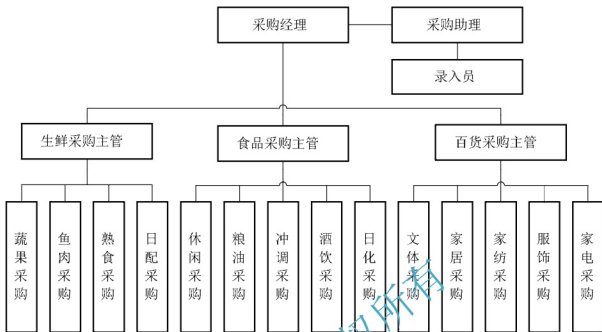 采购经理
采购助理
录入员
生鲜采购主管
食品采购主管
百货采购主管
蔬果采购
鱼肉采购
熟食采购
日配采购
休闲采购
粮油采购
冲调采购
酒饮采购
日化采购
文体采购
家居采购
家纺采购
服饰采购
家电采购
所有